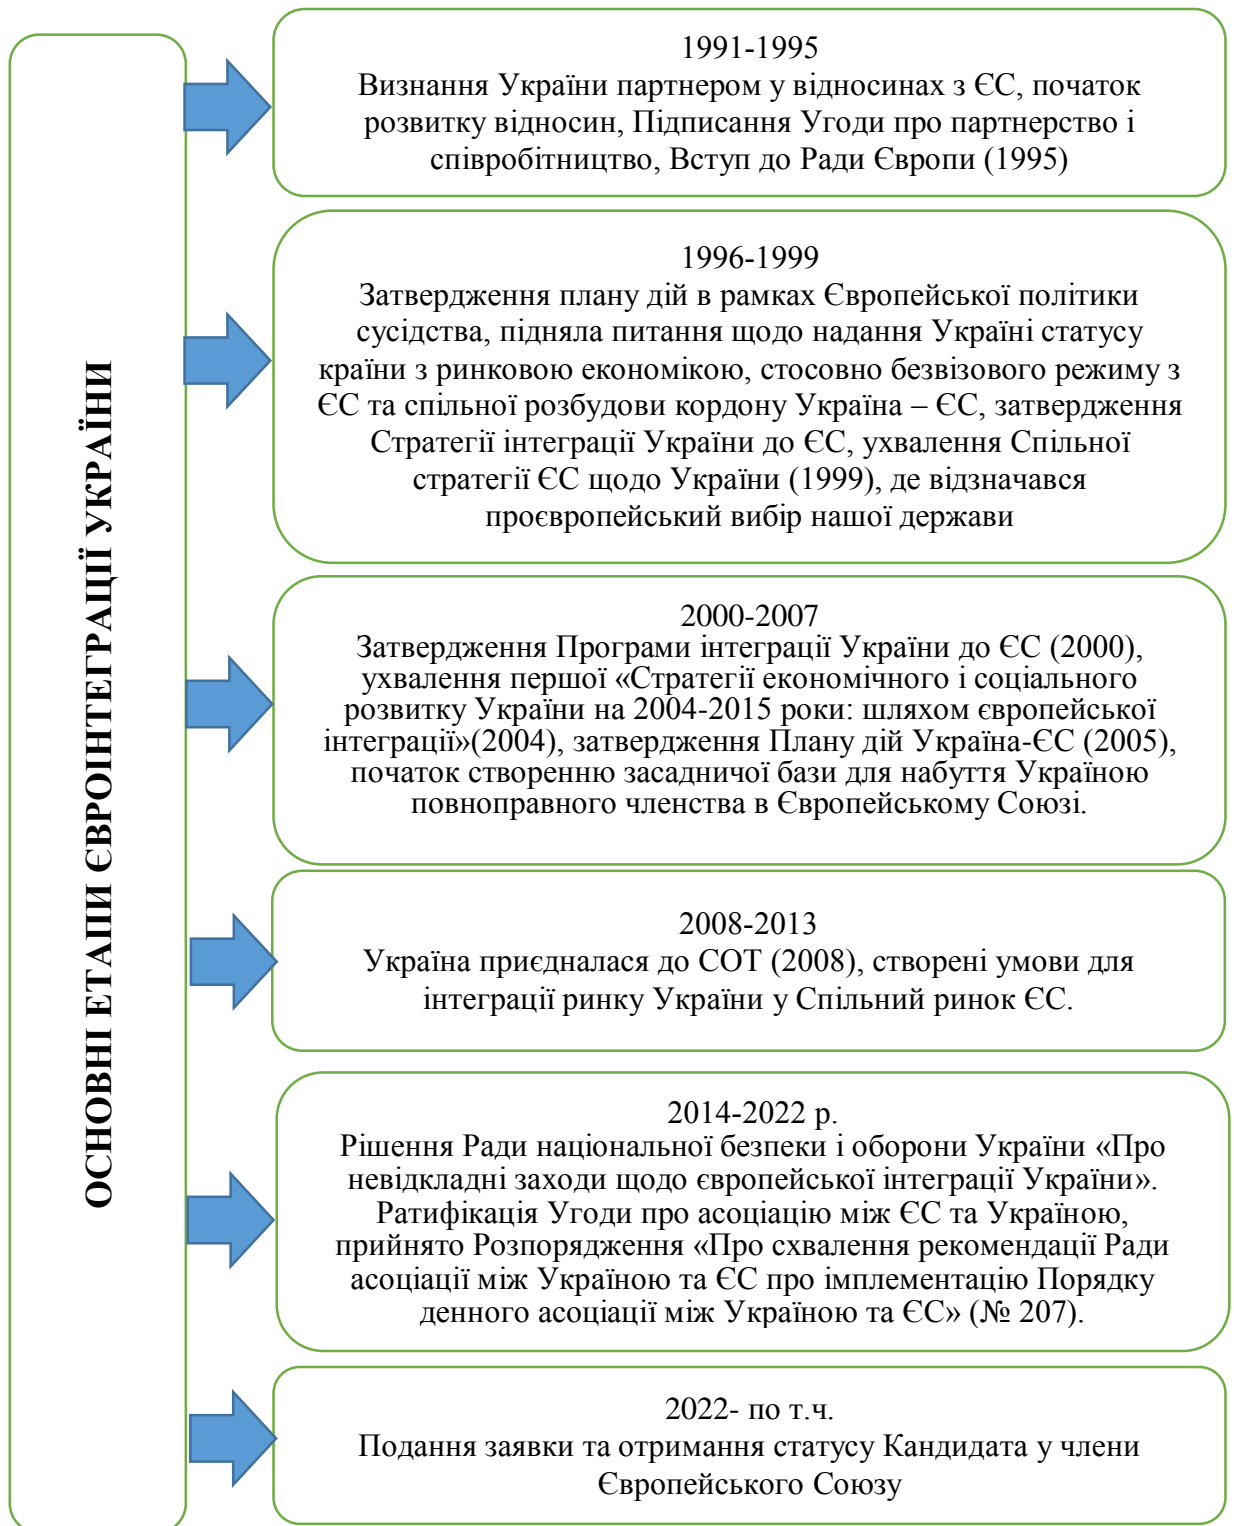 ОСНОВНІ ЕТАПИ ЄВРОІНТЕГРАЦІЇ УКРАЇНИ
1991-1995
Визнання України партнером у відносинах з ЄС, початок
розвитку відносин, Підписання Угоди про партнерство і
співробітництво, Вступ до Ради Європи (1995)
1996-1999
Затвердження плану дій в рамках Європейської політики
сусідства, підняла питання щодо надання Україні статусу
країни з ринковою економікою, стосовно безвізового режиму з
ЄС та спільної розбудови кордону Україна – ЄС, затвердження
Стратегії інтеграції України до ЄС, ухвалення Спільної
стратегії ЄС щодо України (1999), де відзначався
проєвропейський вибір нашої держави
2000-2007
Затвердження Програми інтеграції України до ЄС (2000),
ухвалення першої «Стратегії економічного і соціального
розвитку України на 2004-2015 роки: шляхом європейської
інтеграції»(2004), затвердження Плану дій Україна-ЄС (2005),
початок створенню засадничої бази для набуття Україною
повноправного членства в Європейському Союзі.
2008-2013
Україна приєдналася до СОТ (2008), створені умови для
інтеграції ринку України у Спільний ринок ЄС.
2014-2022 р.
Рішення Ради національної безпеки і оборони України «Про
невідкладні заходи щодо європейської інтеграції України».
Ратифікація Угоди про асоціацію між ЄС та Україною,
прийнято Розпорядження «Про схвалення рекомендації Ради
асоціації між Україною та ЄС про імплементацію Порядку
денного асоціації між Україною та ЄС» (№ 207).
2022- по т.ч.
Подання заявки та отримання статусу Кандидата у члени
Європейського Союзу